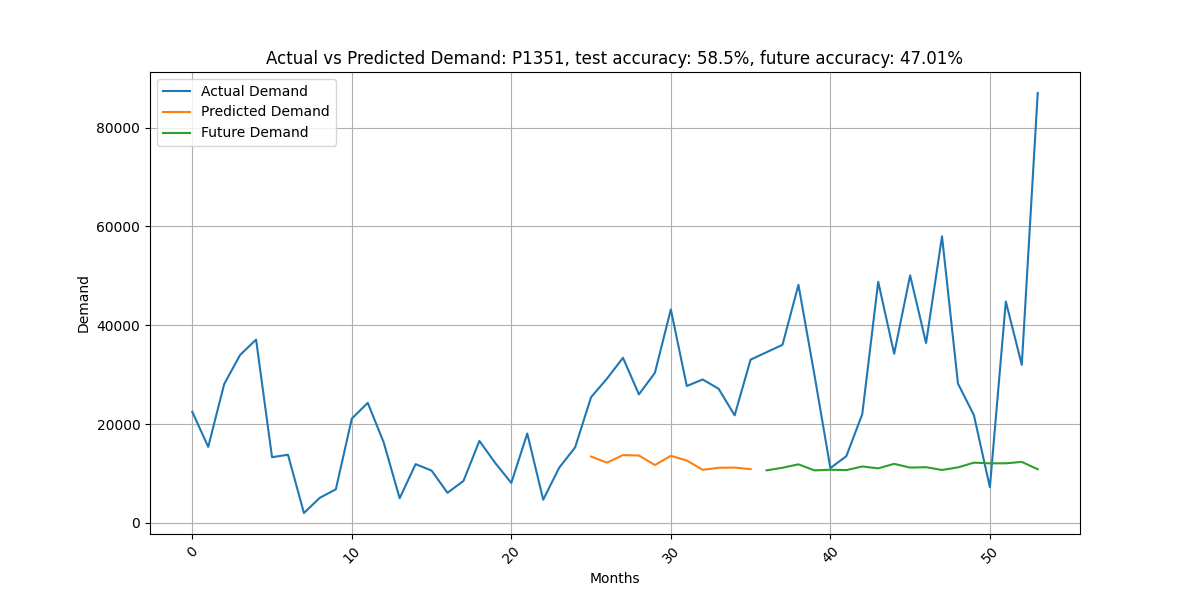 Actual vs Predicted Demand: P1351, test accuracy: 58.5%, future accuracy: 47.01%
Actual Demand
Predicted Demand
Future Demand
80000
60000
40000
20000
0
Demand
0 10 20 30 40 50
Months